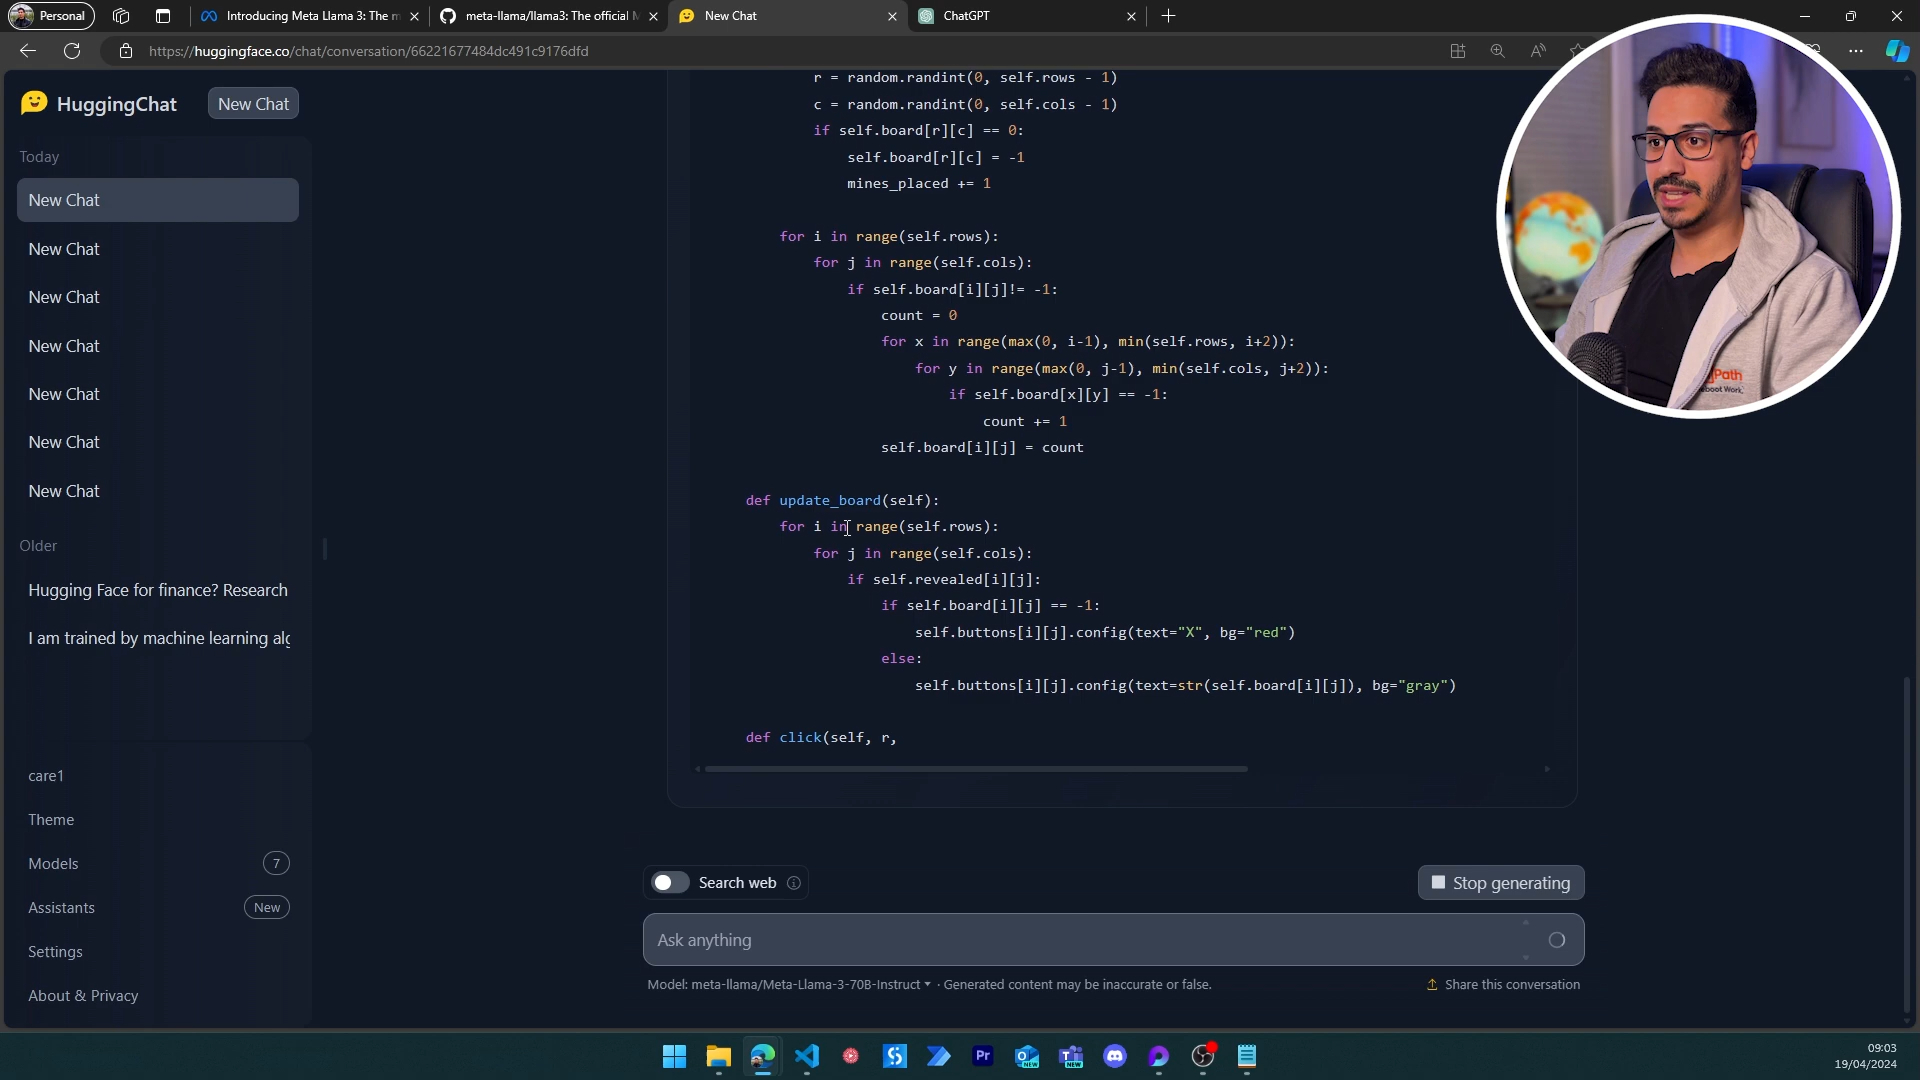 Personal
Introducing Meta Llama 3: The m
meta-llama/llama3: The official M
New Chat
ChatGPT
https://huggingface.co/chat/conversation/66221677484dc491c9176dfd
HuggingChat
New Chat
Today
New Chat
New Chat
New Chat
New Chat
New Chat
New Chat
New Chat
Older
Hugging Face for finance? Research
I am trained by machine learning alg
care1
Theme
Models
7
Assistants
New
Settings
About & Privacy
r = random.randint(0, self.rows - 1)
c = random.randint(0, self.cols - 1)
if self.board[r][c] == 0:
self.board[r][c] = -1
mines_placed += 1
for i in range(self.rows):
for j in range(self.cols):
if self.board[i][j]!= -1:
count = 0
for x in range(max(0, i-1), min(self.rows, i+2)):
for y in range(max(0, j-1), min(self.cols, j+2)):
if self.board[x][y] == -1:
count += 1
self.board[i][j] = count
def update_board(self):
for i in range(self.rows):
for j in range(self.cols):
if self.revealed[i][j]:
if self.board[i][j] == -1:
self.buttons[i][j].config(text="X", bg="red")
else:
self.buttons[i][j].config(text=str(self.board[i][j]), bg="gray")
def click(self, r,
Search web
Stop generating
Ask anything
Model: meta-llama/Meta-Llama-3-70B-Instruct · Generated content may be inaccurate or false.
Share this conversation
Path
eboot Work.
Pr
NEW
NEW
09:03
19/04/2024